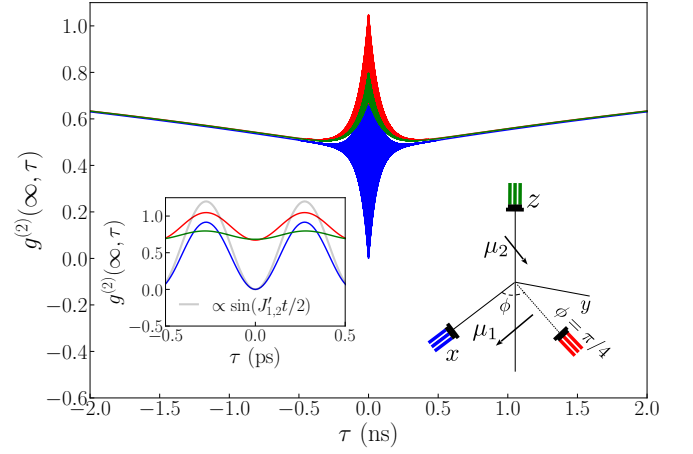 1.0
0.8
0.6
0.4
0.2
0.0
−0.2
−0.4
−0.6
g⁽²⁾(∞, τ)
−2.0 −1.5 −1.0 −0.5 0.0 0.5 1.0 1.5 2.0
τ (ns)
1.0
0.5
0.0
−0.5
g⁽²⁾(∞, τ)
∝ sin(J′₁,₂t/2)
−0.5 0.0 0.5
τ (ps)
z
μ₂
y
ϕ
μ₁
x
ϕ = π/4